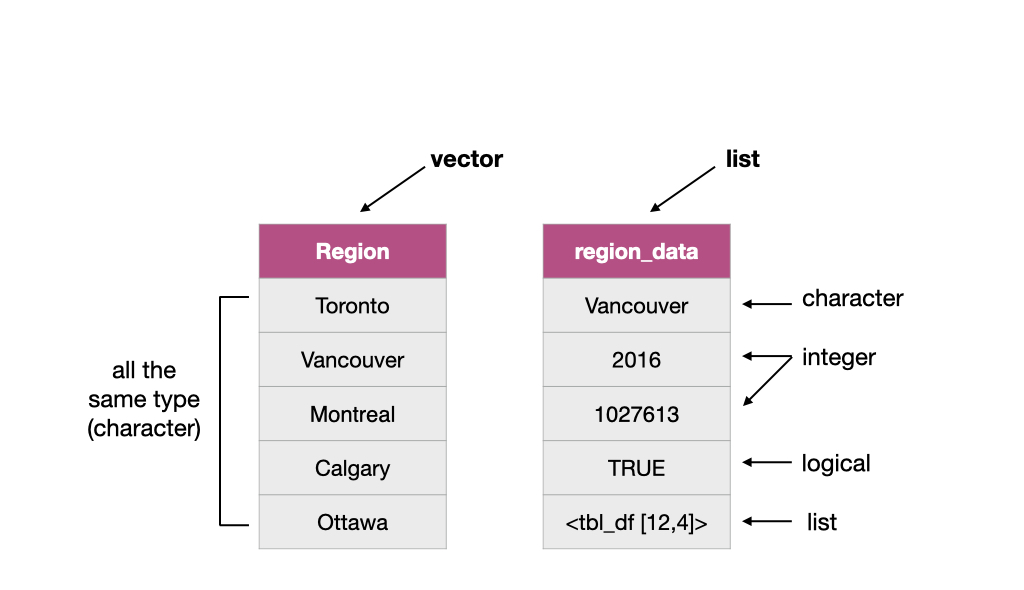 vector
list
Region
region_data
Toronto
Vancouver
character
Vancouver
2016
integer
all the
same type
(character)
Montreal
1027613
Calgary
TRUE
logical
Ottawa
<tbl_df [12,4]>
list